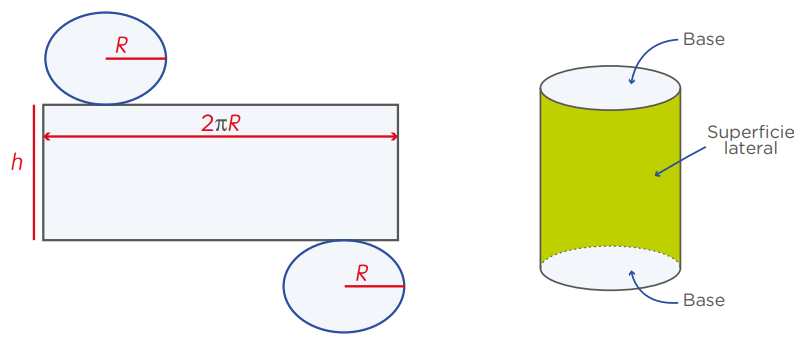 R
2πR
h
R
Base
Superficie
lateral
Base